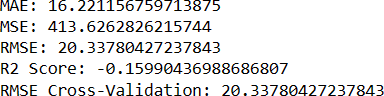 MAE: 16.221156759713875
MSE: 413.6262826215744
RMSE: 20.33780427237843
R2 Score: -0.15990436988686807
RMSE Cross-Validation: 20.33780427237843